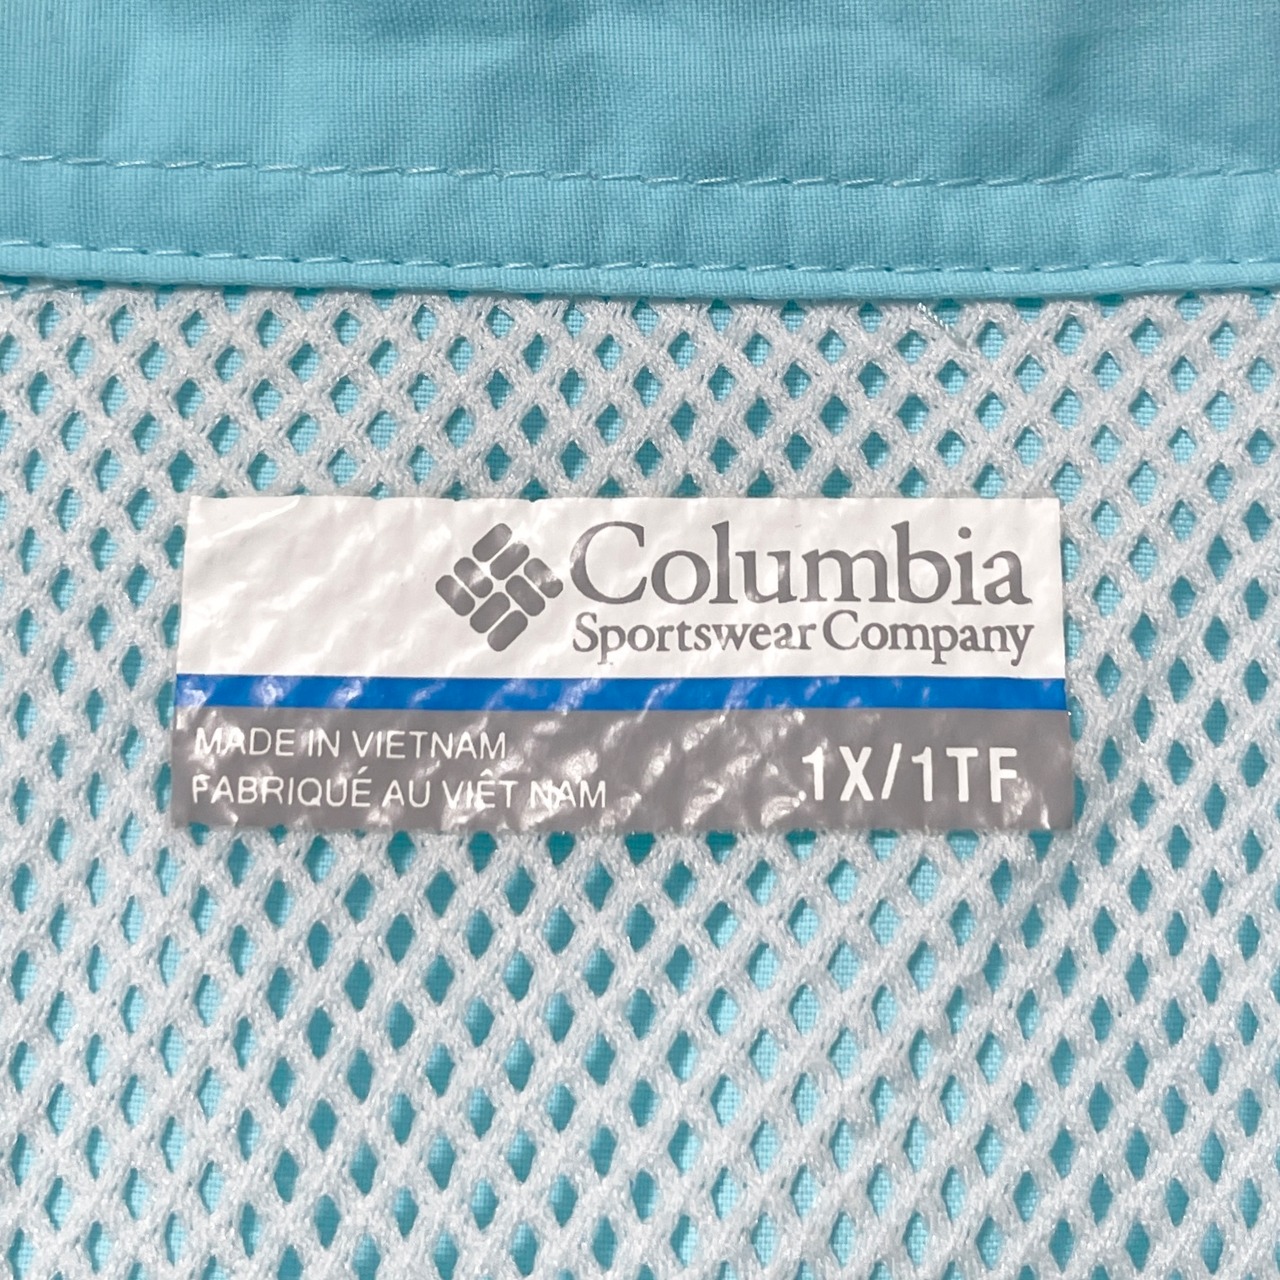 Columbia
Sportswear Company
MADE IN VIETNAM
FABRIQUÉ AU VIÊT NAM
1X/1TF